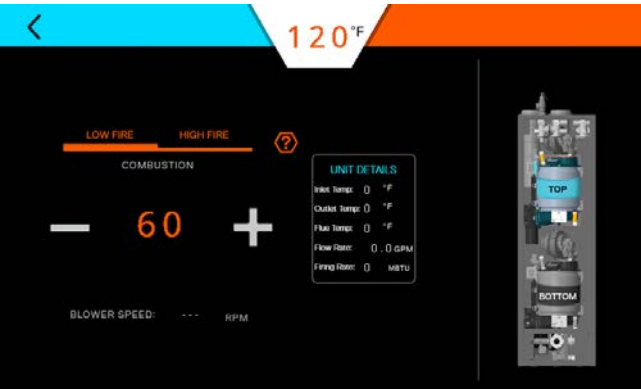 120°F
LOW FIRE HIGH FIRE
?
COMBUSTION
60
BLOWER SPEED: --- RPM
UNIT DETAILS
Inlet Temp: 0 °F
Outlet Temp: 0 °F
Flue Temp: 0 °F
Flow Rate: 0.0 GPM
Firing Rate: 0 MBTU
TOP
BOTTOM